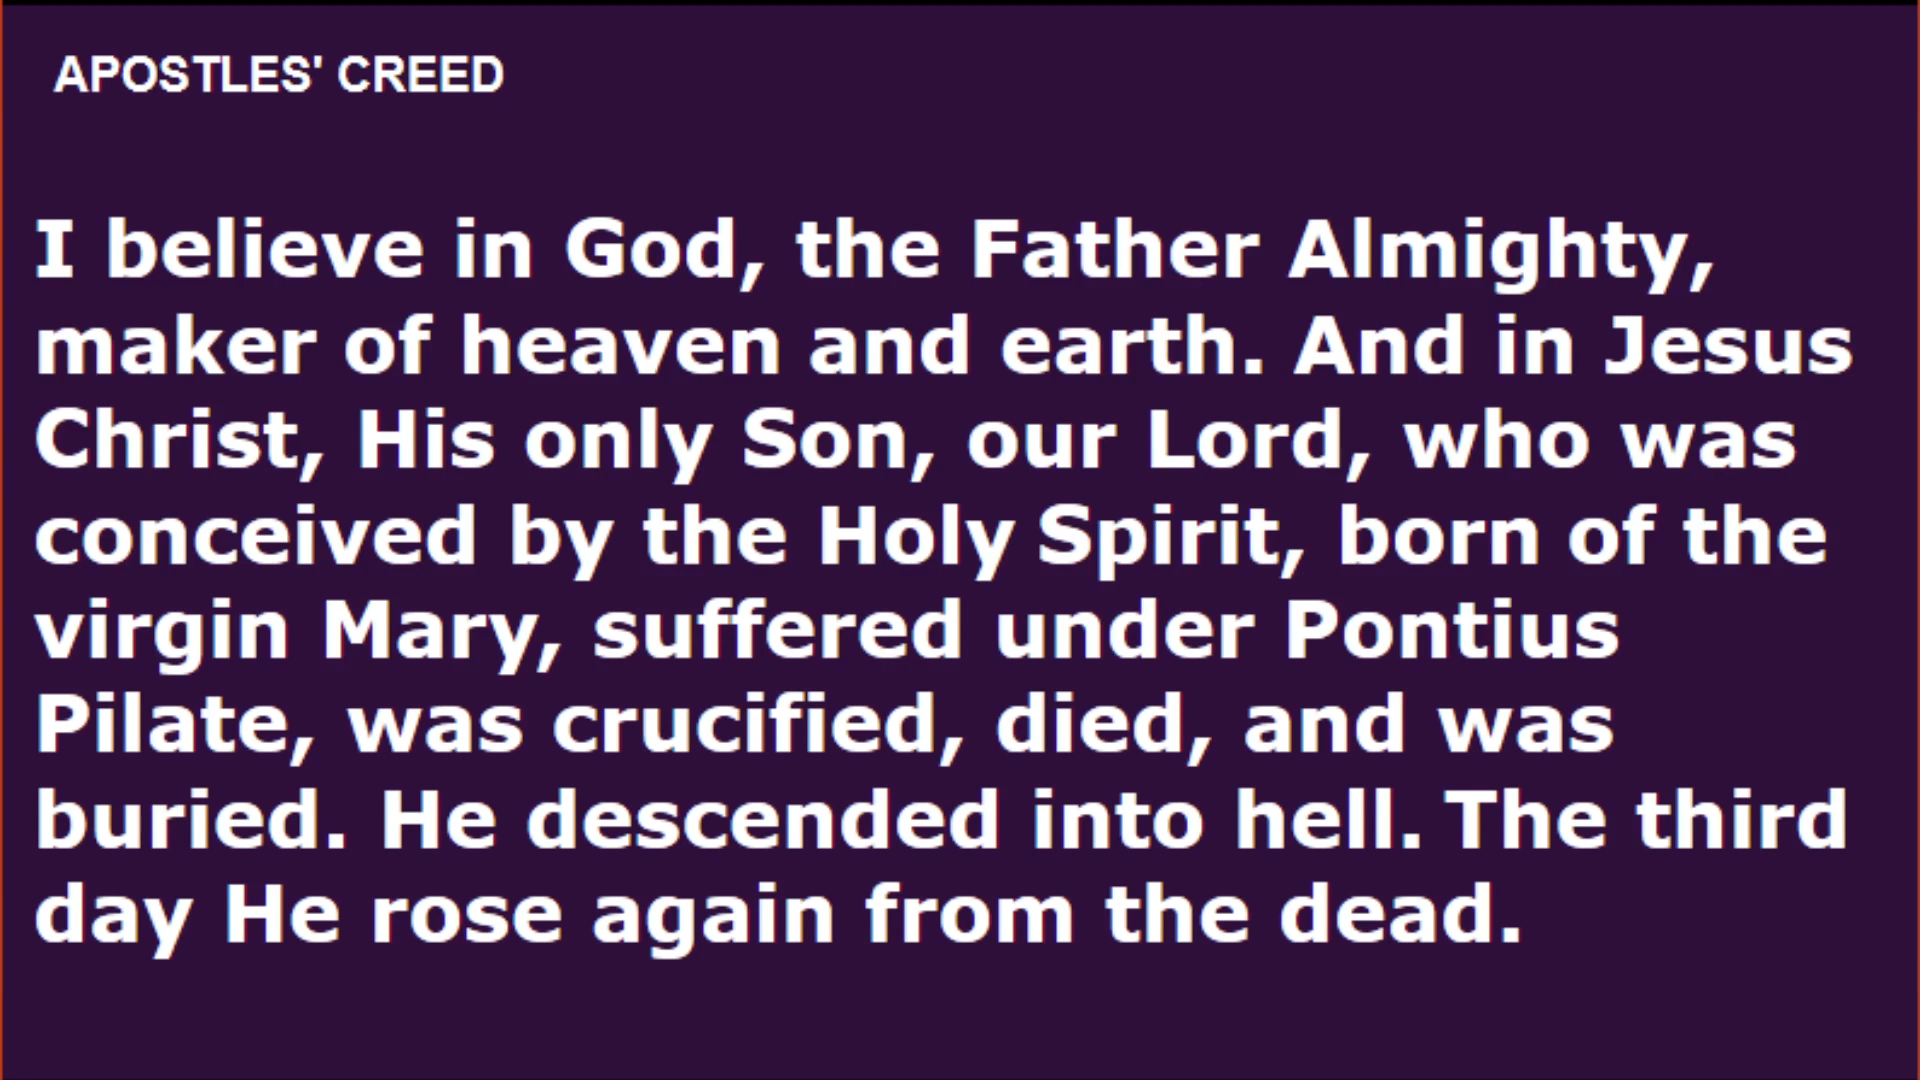 APOSTLES' CREED
I believe in God, the Father Almighty,
maker of heaven and earth. And in Jesus
Christ, His only Son, our Lord, who was
conceived by the Holy Spirit, born of the
virgin Mary, suffered under Pontius
Pilate, was crucified, died, and was
buried. He descended into hell. The third
day He rose again from the dead.